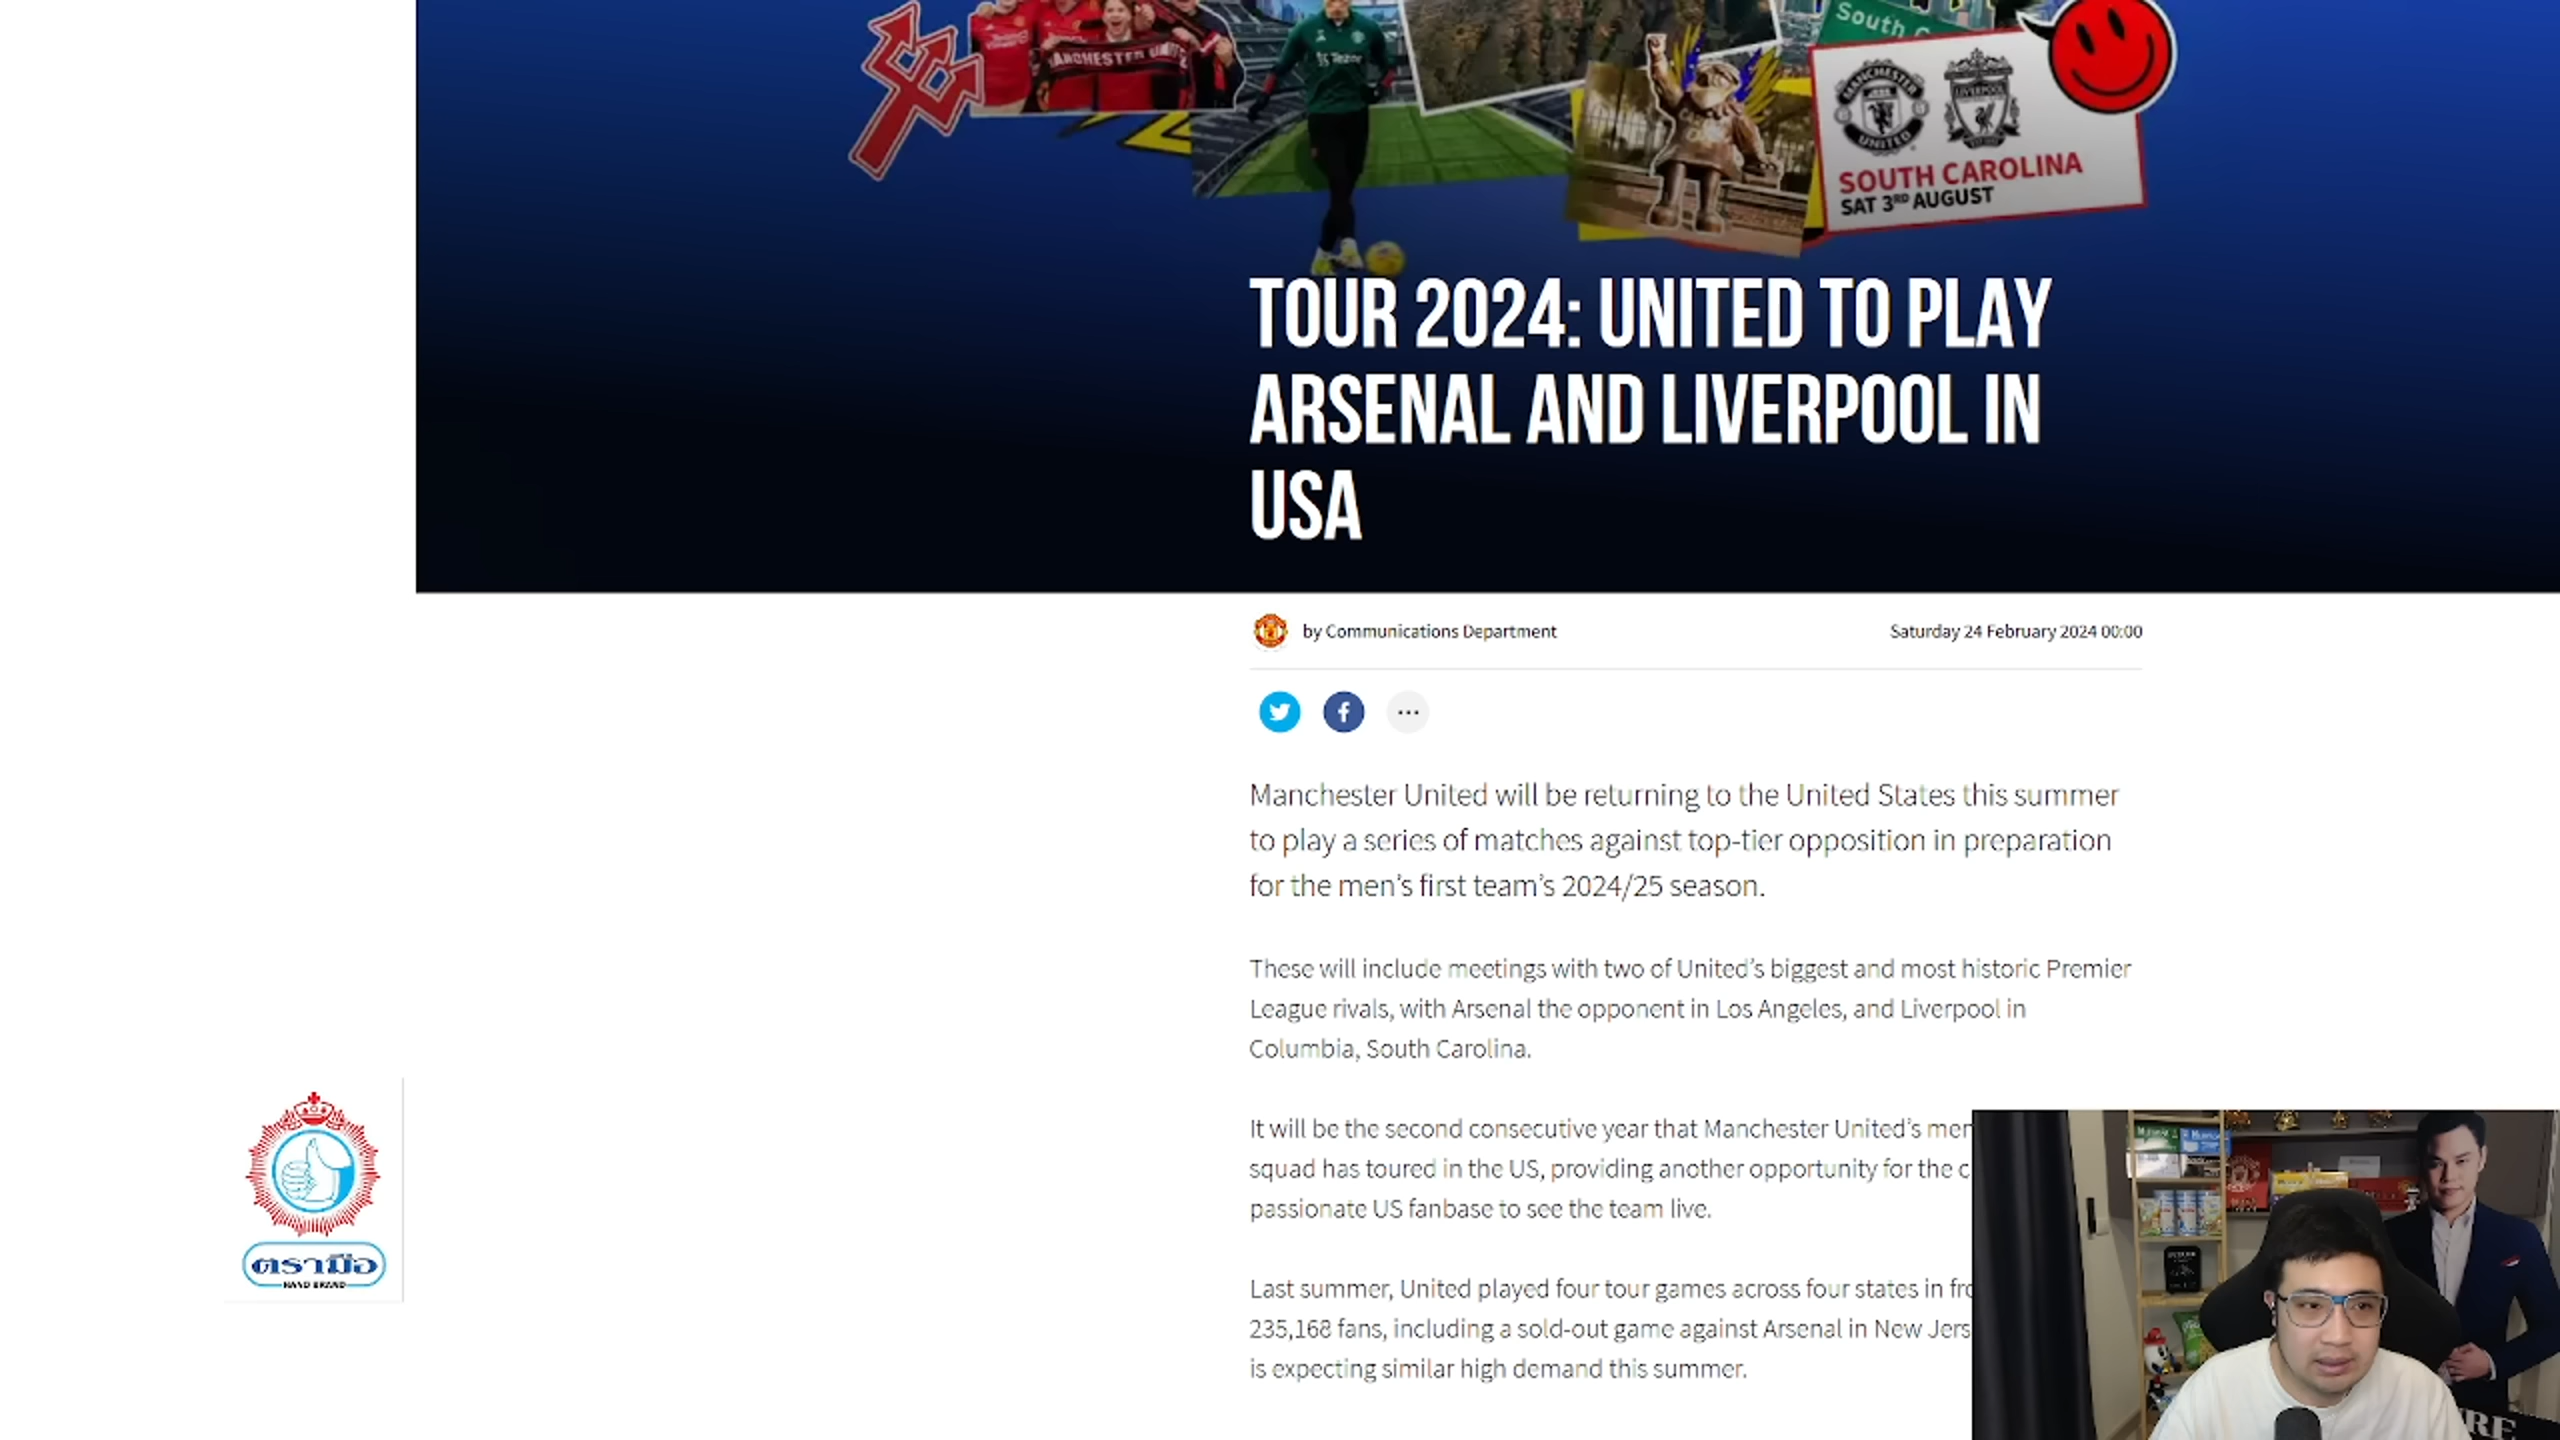 MANCHESTER UNITED
Tezos
South C
MANCHESTER
UNITED
LIVERPOOL
SOUTH CAROLINA
SAT 3RD AUGUST
TOUR 2024: UNITED TO PLAY
ARSENAL AND LIVERPOOL IN
USA
by Communications Department
Saturday 24 February 2024 00:00
Manchester United will be returning to the United States this summer
to play a series of matches against top-tier opposition in preparation
for the men’s first team’s 2024/25 season.
These will include meetings with two of United’s biggest and most historic Premier
League rivals, with Arsenal the opponent in Los Angeles, and Liverpool in
Columbia, South Carolina.
It will be the second consecutive year that Manchester United’s men
squad has toured in the US, providing another opportunity for the c
passionate US fanbase to see the team live.
Last summer, United played four tour games across four states in fro
235,168 fans, including a sold-out game against Arsenal in New Jers
is expecting similar high demand this summer.
ตรามือ
HAND BRAND